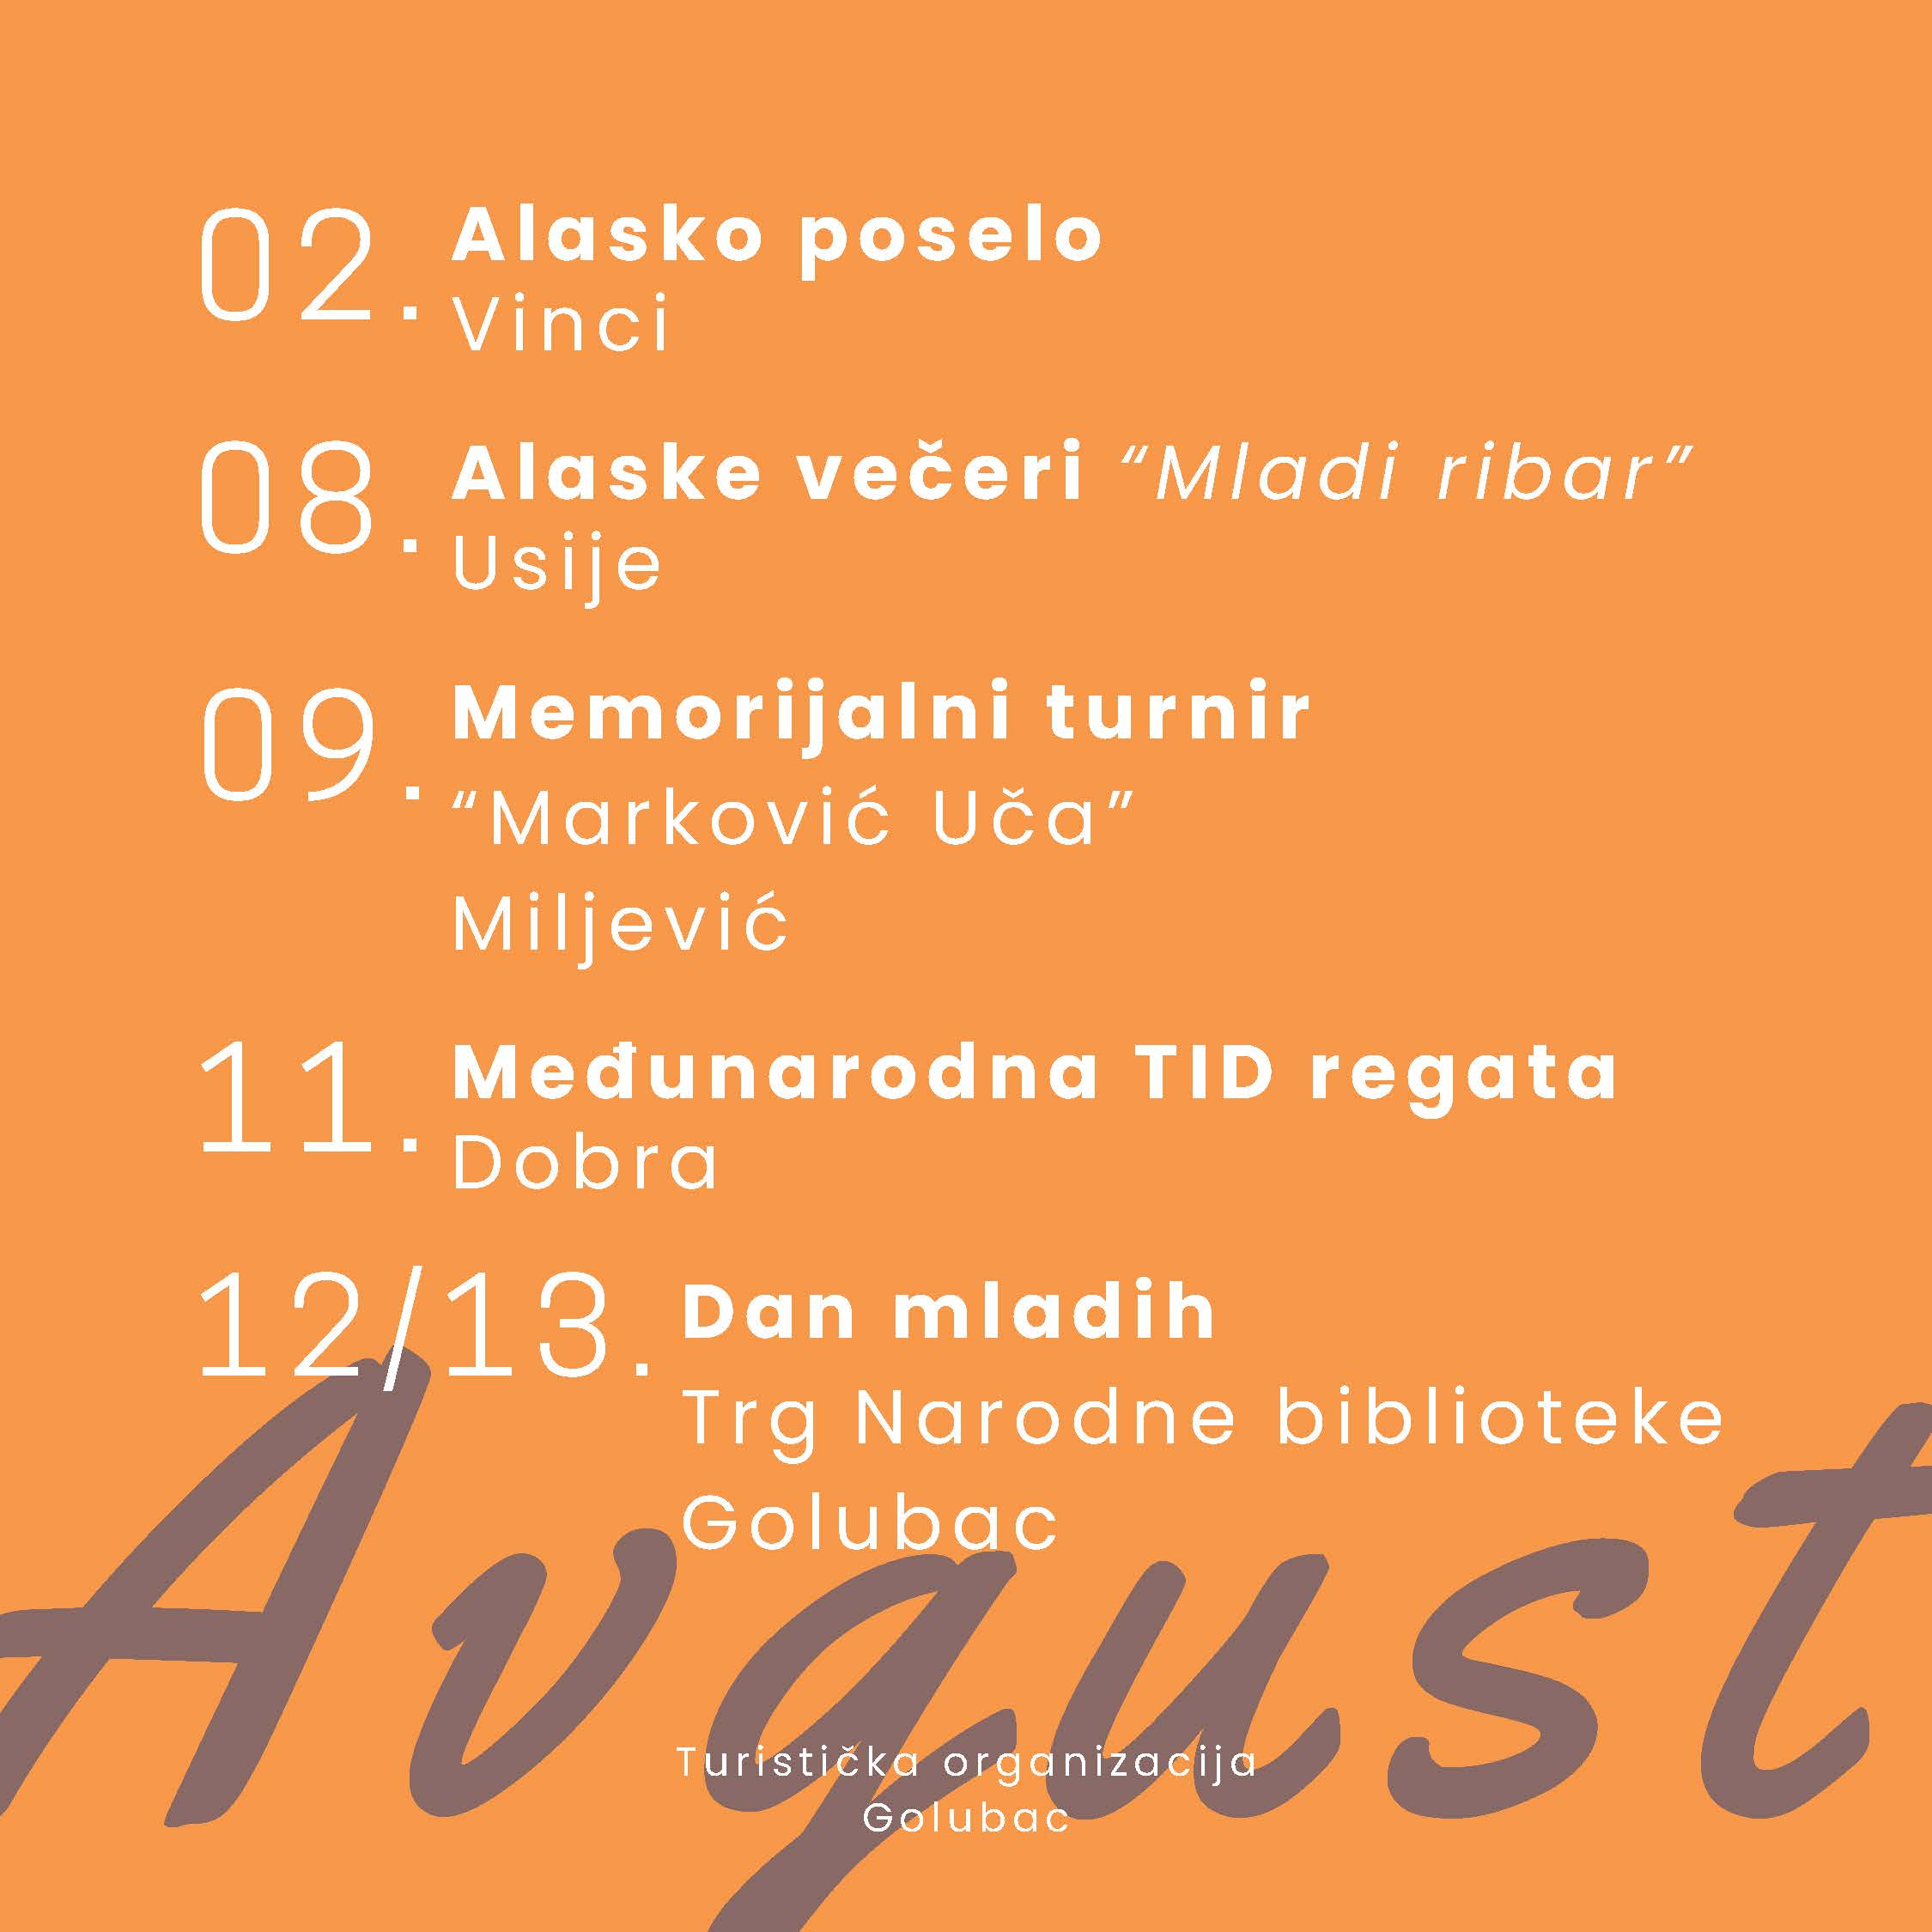 02. Alasko poselo
Vinci
08. Alaske večeri “Mladi ribar”
Usije
09. Memorijalni turnir
“Marković Uča”
Miljević
11. Međunarodna TID regata
Dobra
12/13. Dan mladih
Trg Narodne biblioteke
Golubac
Avgust
Turistička organizacija
Golubac